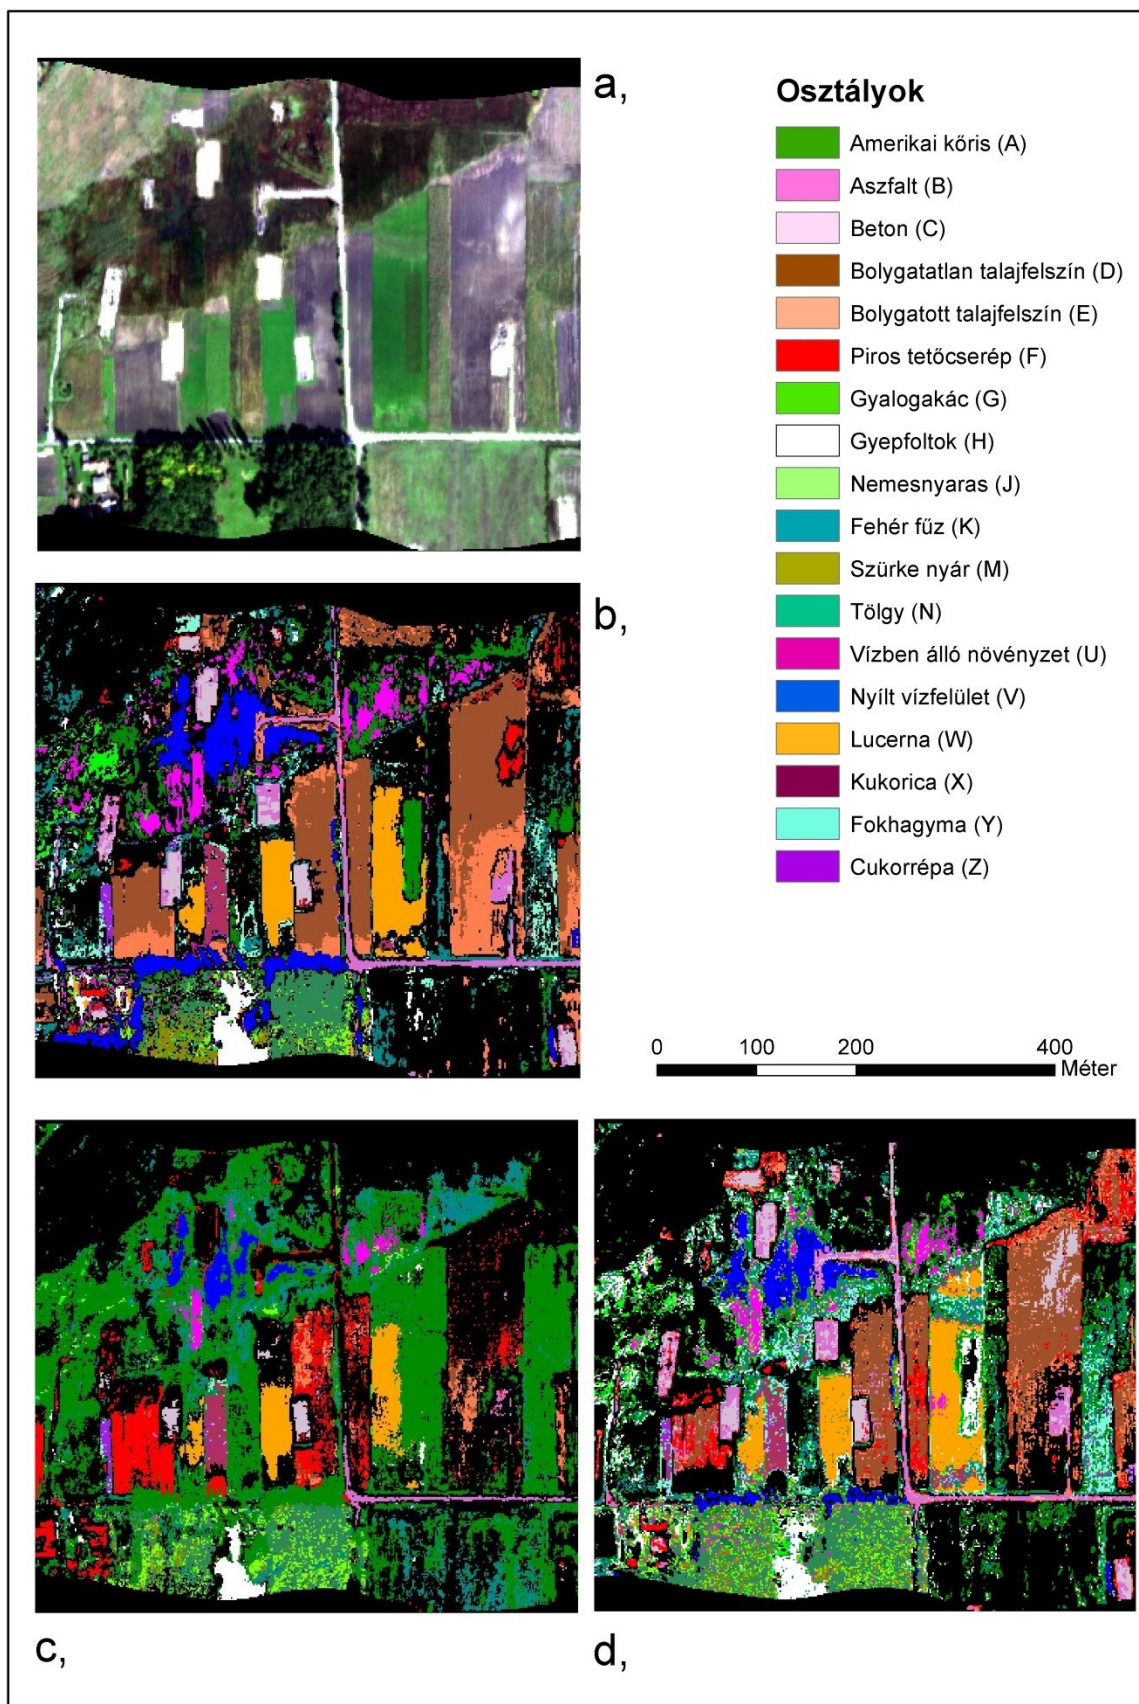 a,
Osztályok
Amerikai kőris (A)
Aszfalt (B)
Beton (C)
Bolygatatlan talajfelszín (D)
Bolygatott talajfelszín (E)
Piros tetőcserép (F)
Gyalogakác (G)
Gyepfoltok (H)
Nemesnyaras (J)
Fehér fűz (K)
Szürke nyár (M)
Tölgy (N)
Vízben álló növényzet (U)
Nyílt vízfelület (V)
Lucerna (W)
Kukorica (X)
Fokhagyma (Y)
Cukorrépa (Z)
b,
0 100 200 400
Méter
c,
d,